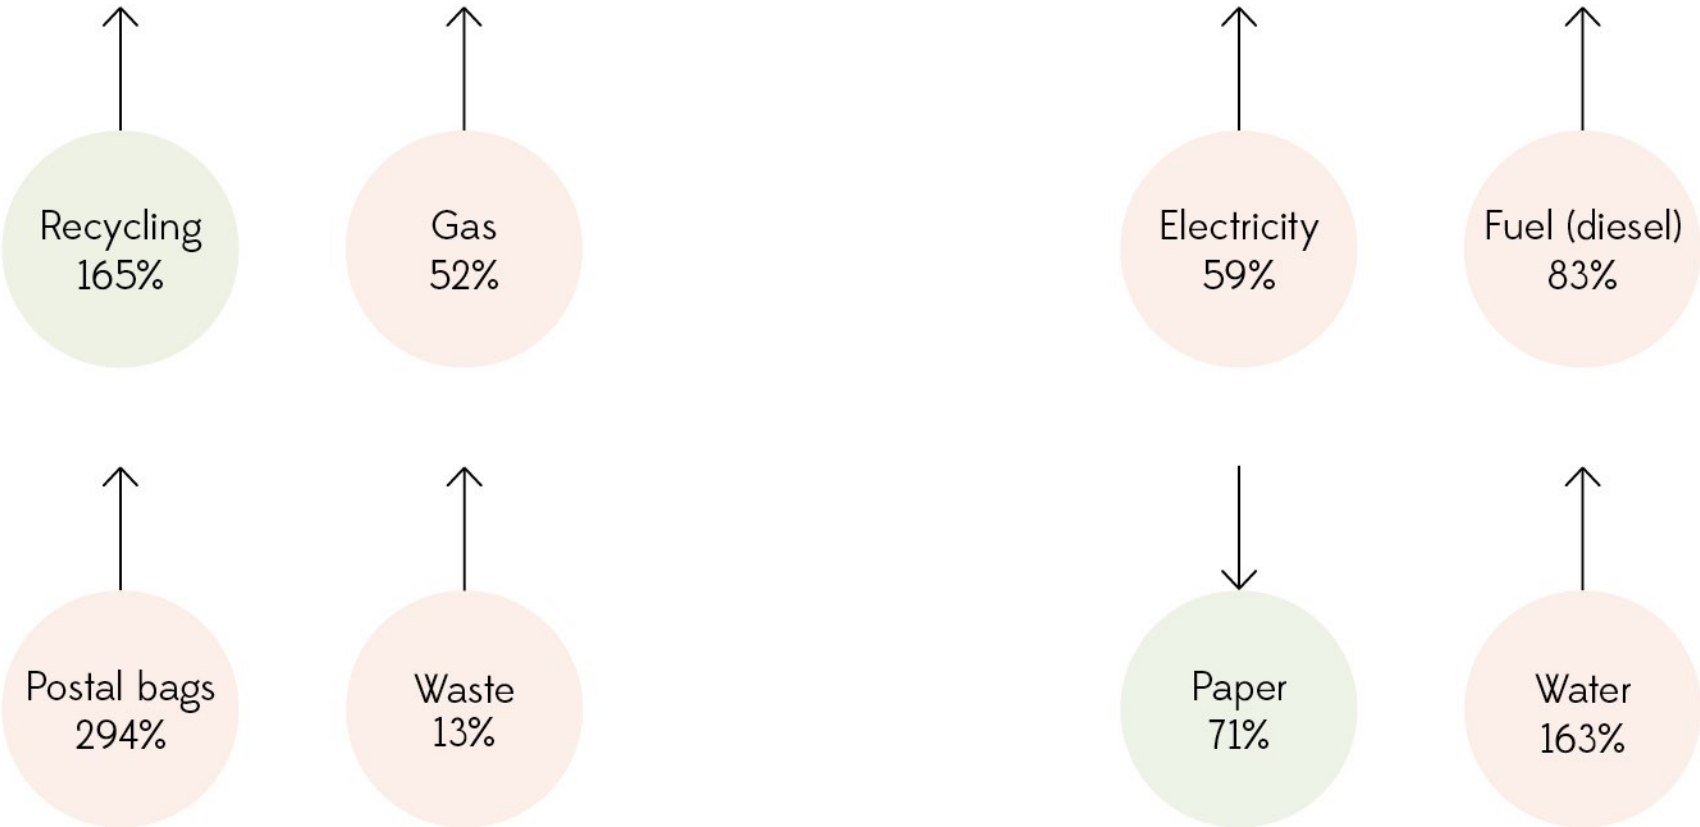 Recycling
165%
Gas
52%
Electricity
59%
Fuel (diesel)
83%
Postal bags
294%
Waste
13%
Paper
71%
Water
163%